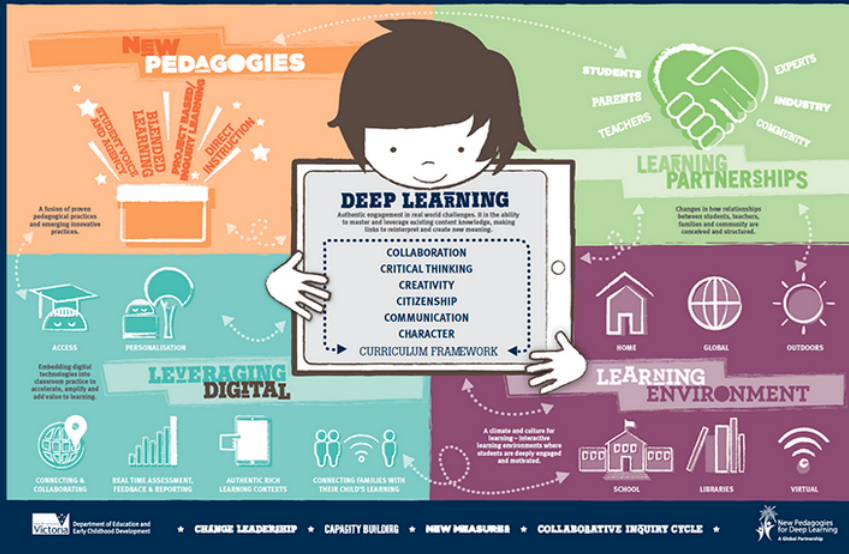 NEW
PEDAGOGIES
STUDENT VOICE
AND AGENCY
BLENDED
LEARNING
PROJECT BASED/
INQUIRY LEARNING
DIRECT
INSTRUCTION
A fusion of proven
pedagogical practices
and emerging innovative
practices.
STUDENTS
PARENTS
TEACHERS
EXPERTS
INDUSTRY
COMMUNITY
LEARNING
PARTNERSHIPS
Changes in how relationships
between students, teachers,
families and community are
conceived and structured.
DEEP LEARNING
Authentic engagement in real world challenges. It is the ability
to master and leverage existing content knowledge, making
links to reinterpret and create new meaning.
COLLABORATION
CRITICAL THINKING
CREATIVITY
CITIZENSHIP
COMMUNICATION
CHARACTER
CURRICULUM FRAMEWORK
ACCESS
PERSONALISATION
Embedding digital
technologies into
classroom practice to
accelerate, amplify and
add value to learning.
LEVERAGING
DIGITAL
CONNECTING &
COLLABORATING
REAL TIME ASSESSMENT,
FEEDBACK & REPORTING
AUTHENTIC RICH
LEARNING CONTEXTS
CONNECTING FAMILIES WITH
THEIR CHILD'S LEARNING
HOME
GLOBAL
OUTDOORS
LEARNING
ENVIRONMENT
A climate and culture for
learning – interactive
learning environments where
students are deeply engaged
and motivated.
SCHOOL
LIBRARIES
VIRTUAL
Victoria
Department of Education and
Early Childhood Development
CHANGE LEADERSHIP
CAPACITY BUILDING
NEW MEASURES
COLLABORATIVE INQUIRY CYCLE
New Pedagogies
for Deep Learning
A Global Partnership